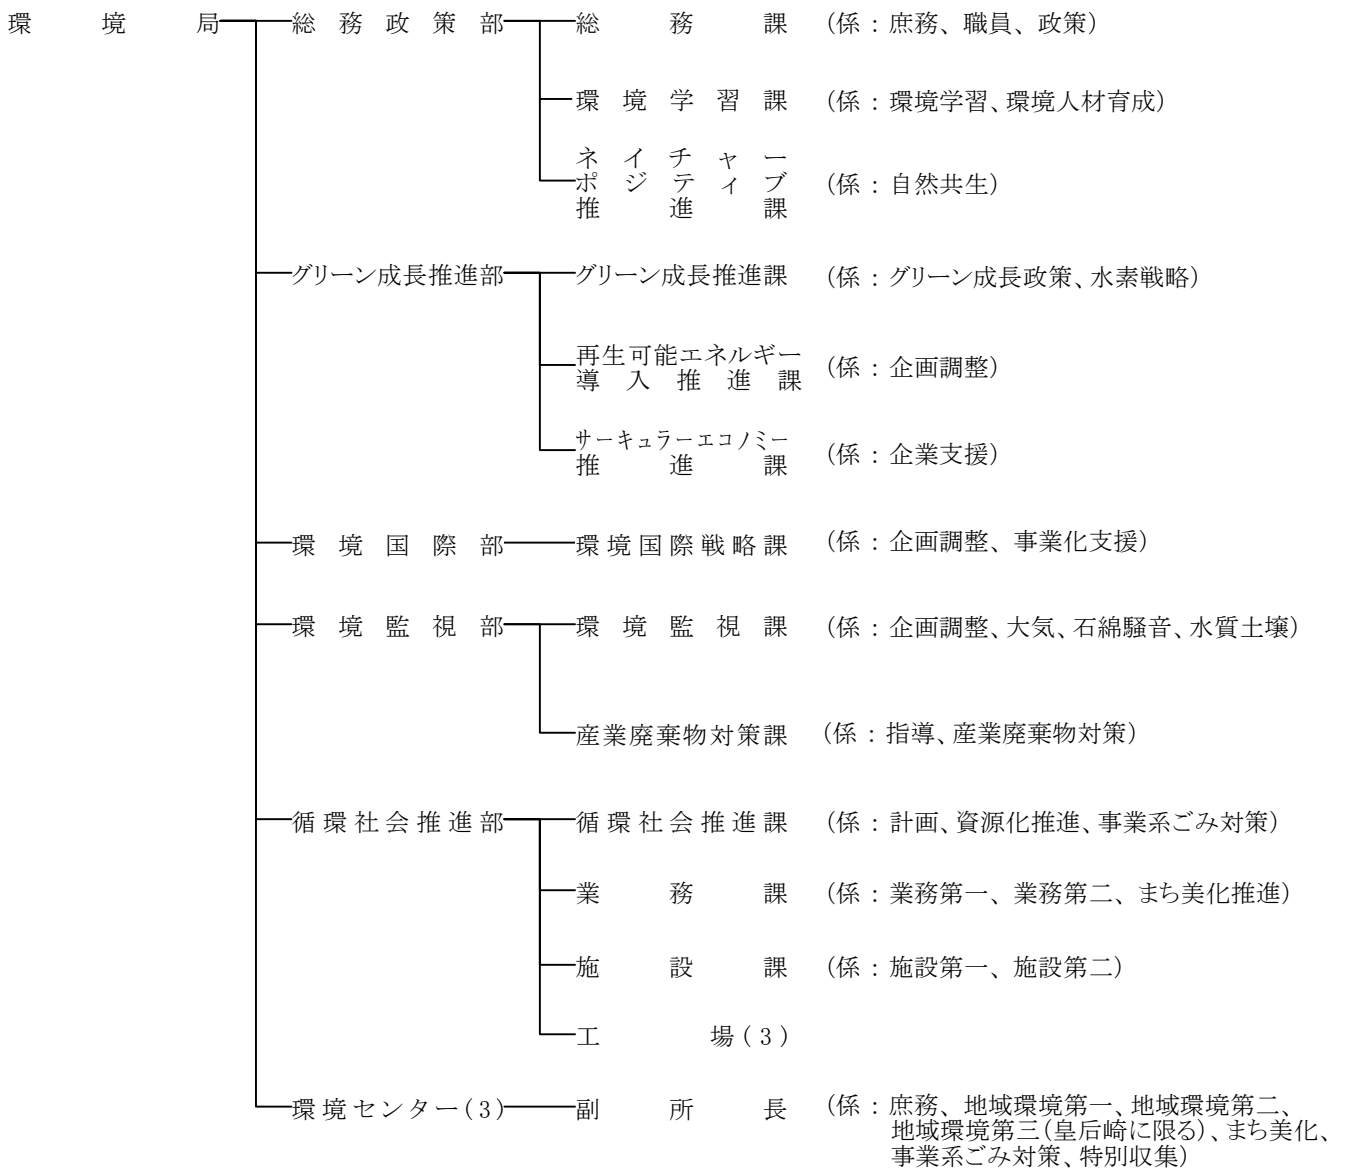 環境局 総務政策部 総務課 (係：庶務、職員、政策)
環境学習課 (係：環境学習、環境人材育成)
ネイチャー
ポジティブ (係：自然共生)
推進課
グリーン成長推進部 グリーン成長推進課 (係：グリーン成長政策、水素戦略)
再生可能エネルギー
導入推進課 (係：企画調整)
サーキュラーエコノミー
推進課 (係：企業支援)
環境国際部 環境国際戦略課 (係：企画調整、事業化支援)
環境監視部 環境監視課 (係：企画調整、大気、石綿騒音、水質土壌)
産業廃棄物対策課 (係：指導、産業廃棄物対策)
循環社会推進部 循環社会推進課 (係：計画、資源化推進、事業系ごみ対策)
業務課 (係：業務第一、業務第二、まち美化推進)
施設課 (係：施設第一、施設第二)
工場(3)
環境センター(3) 副所長 (係：庶務、地域環境第一、地域環境第二、
地域環境第三(皇后崎に限る)、まち美化、
事業系ごみ対策、特別収集)